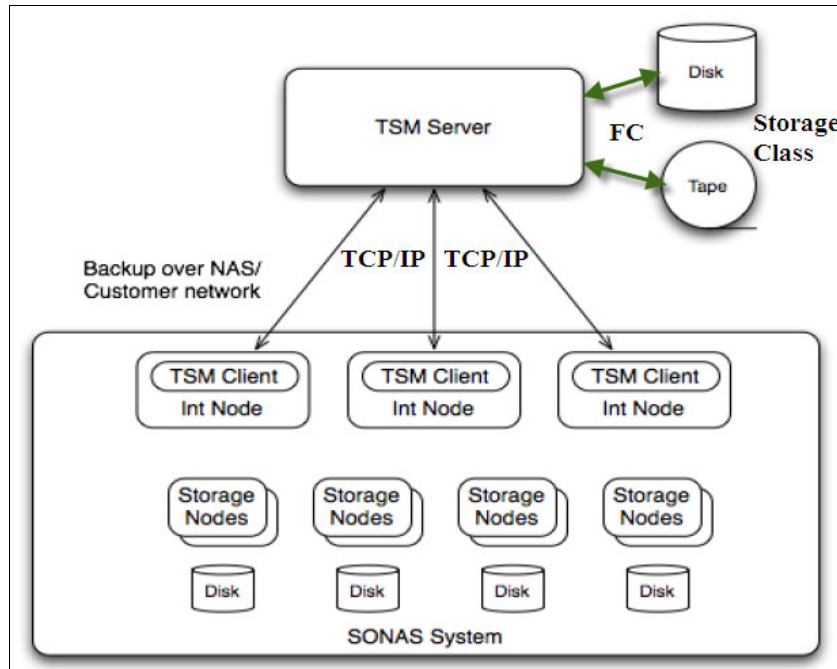 Disk
TSM Server
FC
Storage
Class
Tape
TCP/IP
TCP/IP
Backup over NAS/
Customer network
TSM Client
TSM Client
TSM Client
Int Node
Int Node
Int Node
Storage
Nodes
Storage
Nodes
Storage
Nodes
Storage
Nodes
Disk
Disk
Disk
Disk
SONAS System